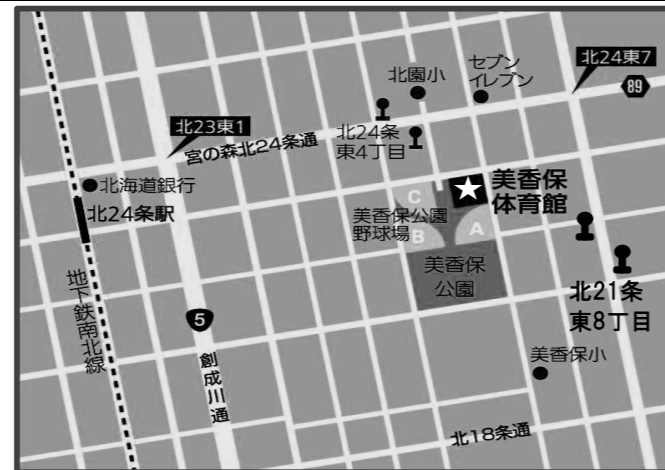 北24東7
89
セブン
イレブン
北園小
北23東1
宮の森北24条通
北24条
東4丁目
北海道銀行
北24条駅
美香保
体育館
C
美香保公園
野球場
B
A
美香保
公園
地下鉄南北線
5
創成川通
北21条
東8丁目
美香保小
北18条通